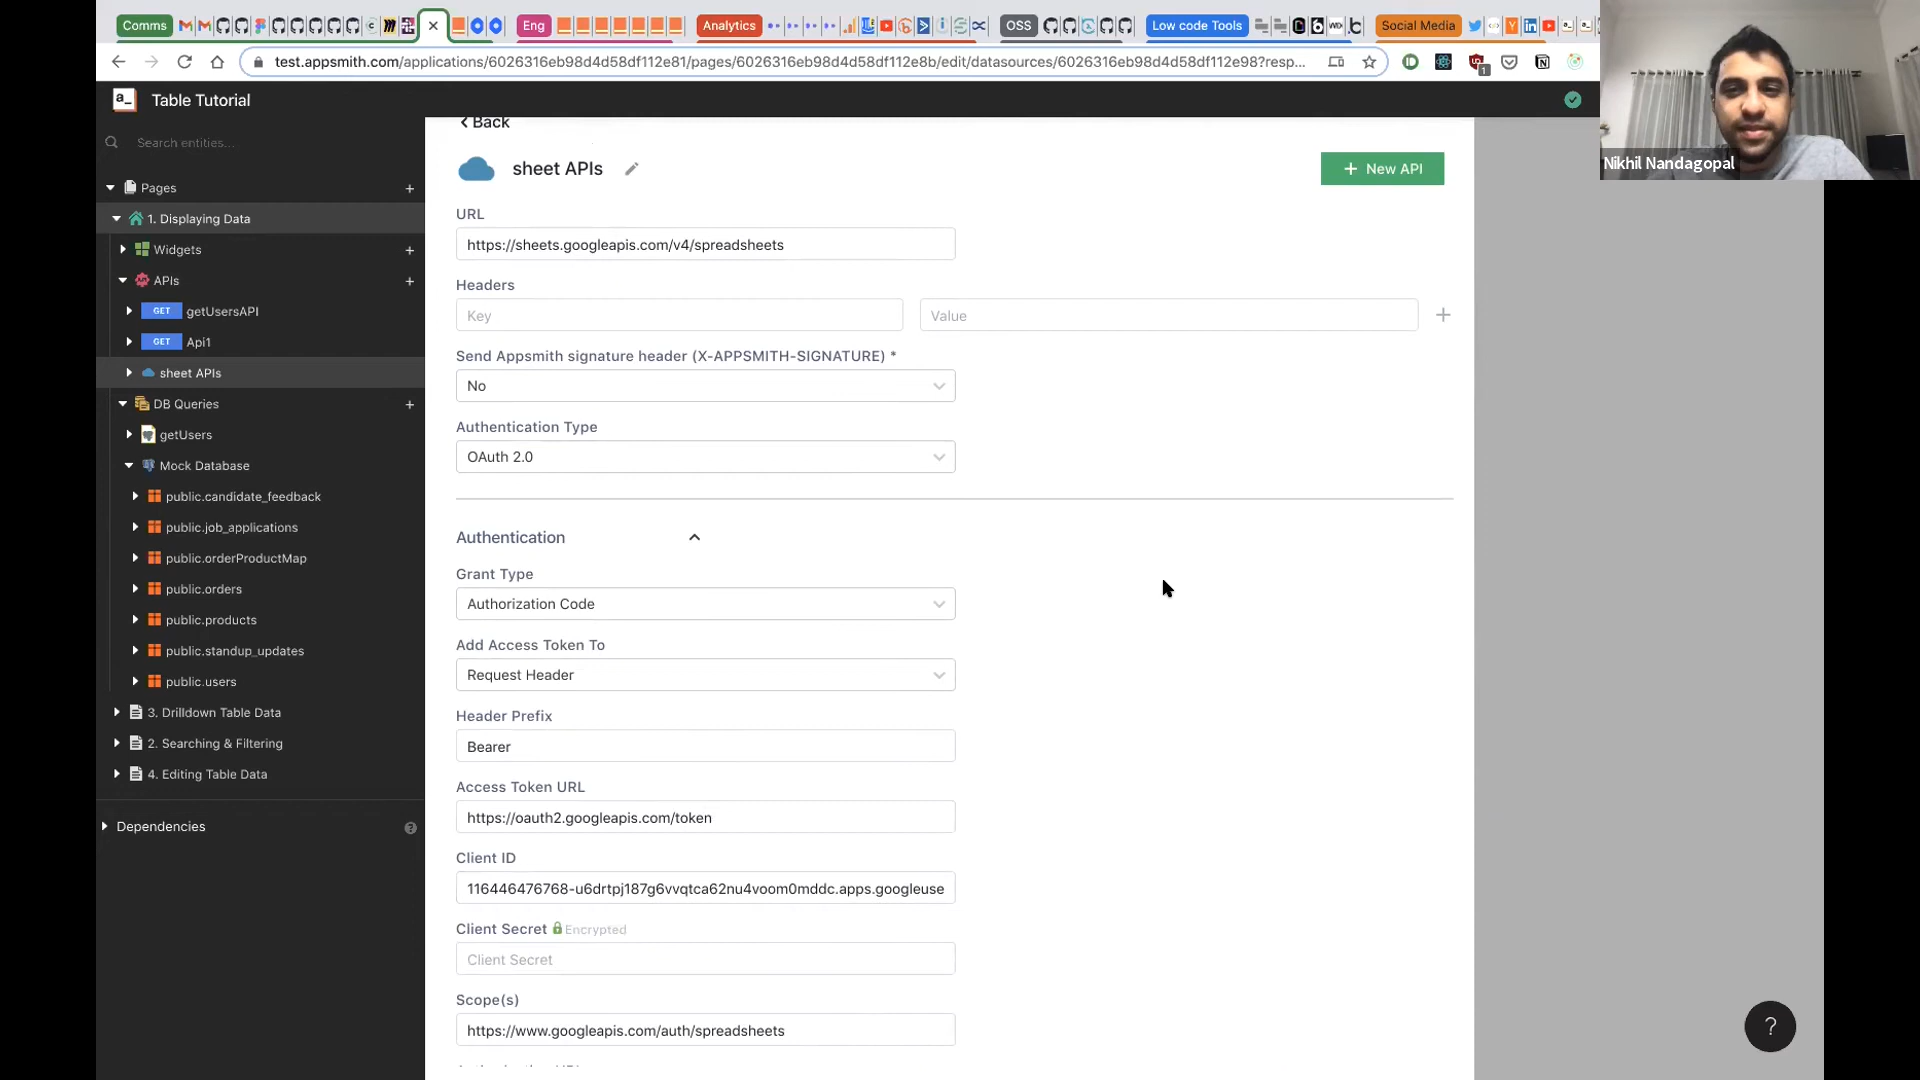 Comms
Eng
Analytics
OSS
Low code Tools
Social Media
test.appsmith.com/applications/6026316eb98d4d58df112e81/pages/6026316eb98d4d58df112e8b/edit/datasources/6026316eb98d4d58df112e98?resp...
a_
Table Tutorial
Nikhil Nandagopal
Search entities...
Pages
1. Displaying Data
Widgets
APIs
GET getUsersAPI
GET Api1
sheet APIs
DB Queries
getUsers
Mock Database
public.candidate_feedback
public.job_applications
public.orderProductMap
public.orders
public.products
public.standup_updates
public.users
3. Drilldown Table Data
2. Searching & Filtering
4. Editing Table Data
Dependencies
?
Back
sheet APIs
+ New API
URL
https://sheets.googleapis.com/v4/spreadsheets
Headers
Key
Value
+
Send Appsmith signature header (X-APPSMITH-SIGNATURE) *
No
Authentication Type
OAuth 2.0
Authentication
Grant Type
Authorization Code
Add Access Token To
Request Header
Header Prefix
Bearer
Access Token URL
https://oauth2.googleapis.com/token
Client ID
116446476768-u6drtpj187g6vvqtca62nu4voom0mddc.apps.googleuse
Client Secret Encrypted
Client Secret
Scope(s)
https://www.googleapis.com/auth/spreadsheets
?